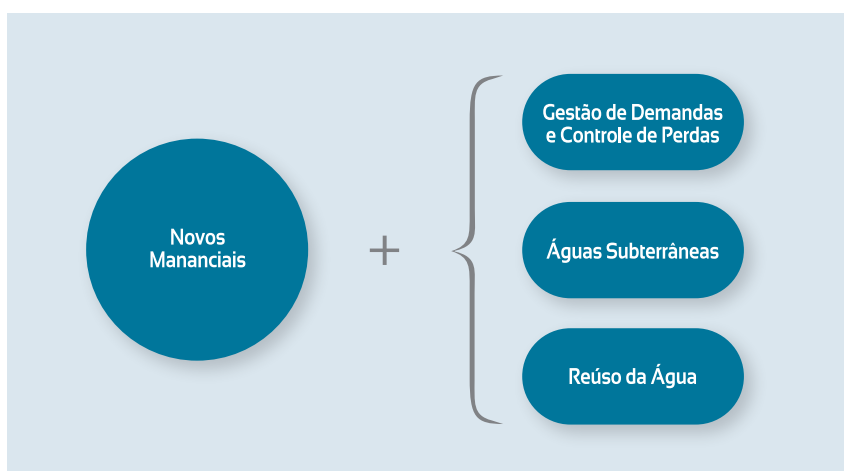 Novos
Mananciais
+
Gestão de Demandas
e Controle de Perdas
Águas Subterrâneas
Reúso da Água